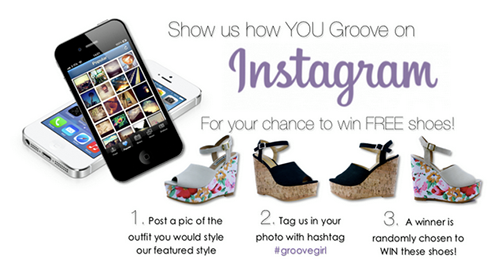 Show us how YOU Groove on
Instagram
For your chance to win FREE shoes!
1. Post a pic of the
outfit you would style
our featured style
2. Tag us in your
photo with hashtag
#groovegirl
3. A winner is
randomly chosen to
WIN these shoes!